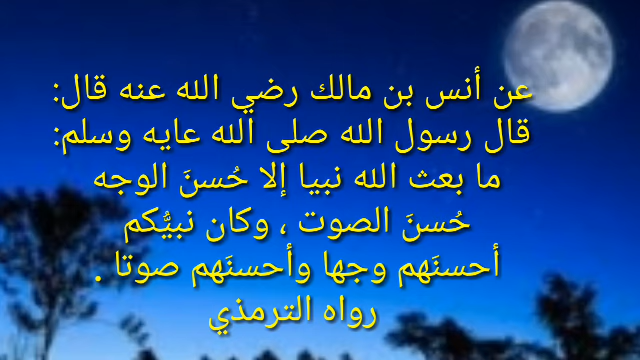 عن أنس بن مالك رضي الله عنه قال:
قال رسول الله صلى الله عايه وسلم:
ما بعث الله نبيا إلا حُسنَ الوجه
حُسنَ الصوت ، وكان نبيُّكم
أحسنَهم وجها وأحسنَهم صوتا .
رواه الترمذي